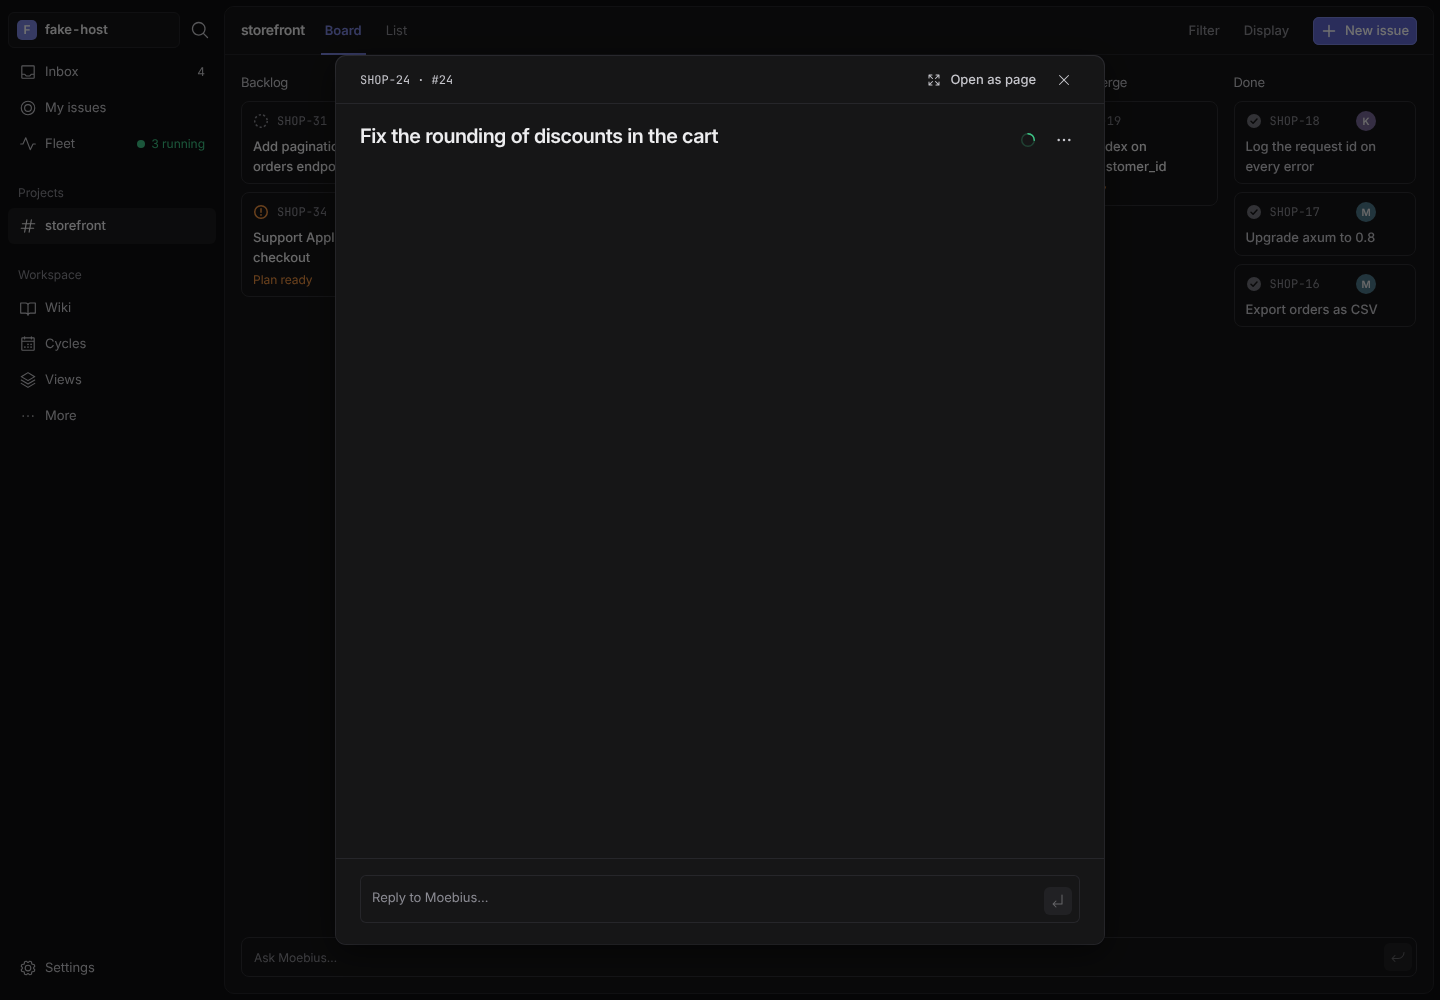 F fake-host
Inbox 4
My issues
Fleet 3 running
Projects
storefront
Workspace
Wiki
Cycles
Views
More
Settings
storefront Board List Filter Display New issue
Backlog
SHOP-31
Add paginatio
orders endpo
SHOP-34
Support Appl
checkout
Plan ready
SHOP-24 · #24 Open as page
Fix the rounding of discounts in the cart
Reply to Moebius...
erge
19
dex on
stomer_id
Done
SHOP-18 K
Log the request id on
every error
SHOP-17 M
Upgrade axum to 0.8
SHOP-16 M
Export orders as CSV
Ask Moebius...